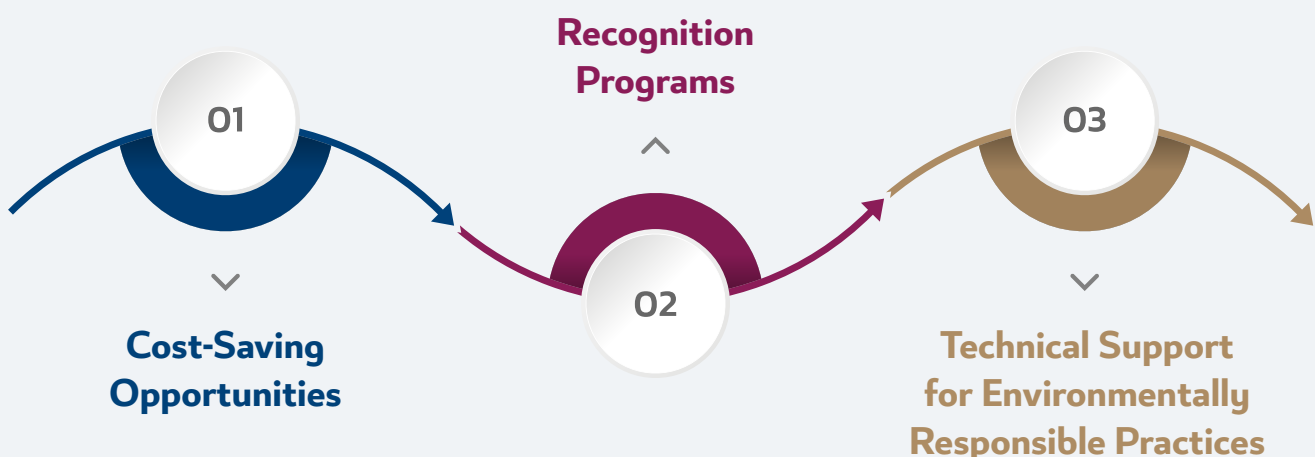 01
Cost-Saving
Opportunities
Recognition
Programs
02
03
Technical Support
for Environmentally
Responsible Practices